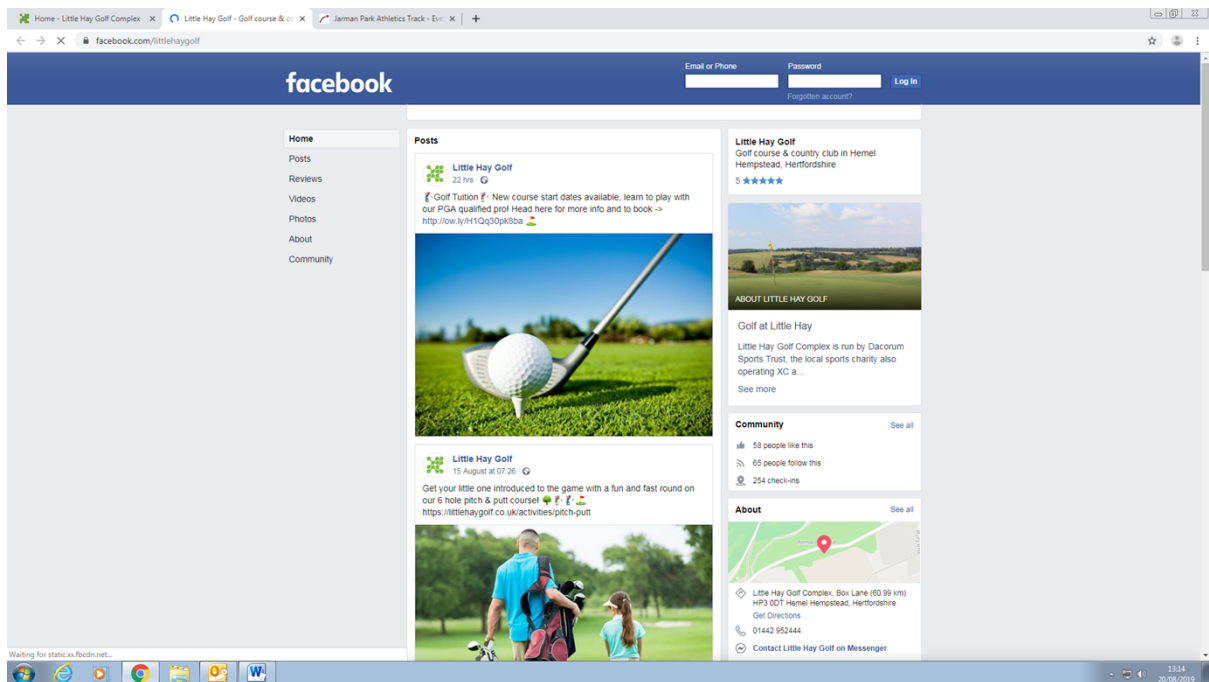 Home - Little Hay Golf Complex
Little Hay Golf - Golf course & co
Jarman Park Athletics Track - Eve
facebook.com/littlehaygolf
facebook
Email or Phone
Password
Log In
Forgotten account?
Home
Posts
Reviews
Videos
Photos
About
Community
Posts
Little Hay Golf
22 hrs ·
Golf Tuition New course start dates available, learn to play with
our PGA qualified pro! Head here for more info and to book ->
http://ow.ly/H1Qq30pk8ba
Little Hay Golf
15 August at 07:26 ·
Get your little one introduced to the game with a fun and fast round on
our 6 hole pitch & putt course!
https://littlehaygolf.co.uk/activities/pitch-putt
Little Hay Golf
Golf course & country club in Hemel
Hempstead, Hertfordshire
5 ★★★★★
ABOUT LITTLE HAY GOLF
Golf at Little Hay
Little Hay Golf Complex is run by Dacorum
Sports Trust, the local sports charity also
operating XC a...
See more
Community
See all
58 people like this
65 people follow this
254 check-ins
About
See all
Little Hay Golf Complex, Box Lane (60.99 km)
HP3 0DT Hemel Hempstead, Hertfordshire
Get Directions
01442 952444
Contact Little Hay Golf on Messenger
Waiting for static.xx.fbcdn.net...
13:14
20/08/2019